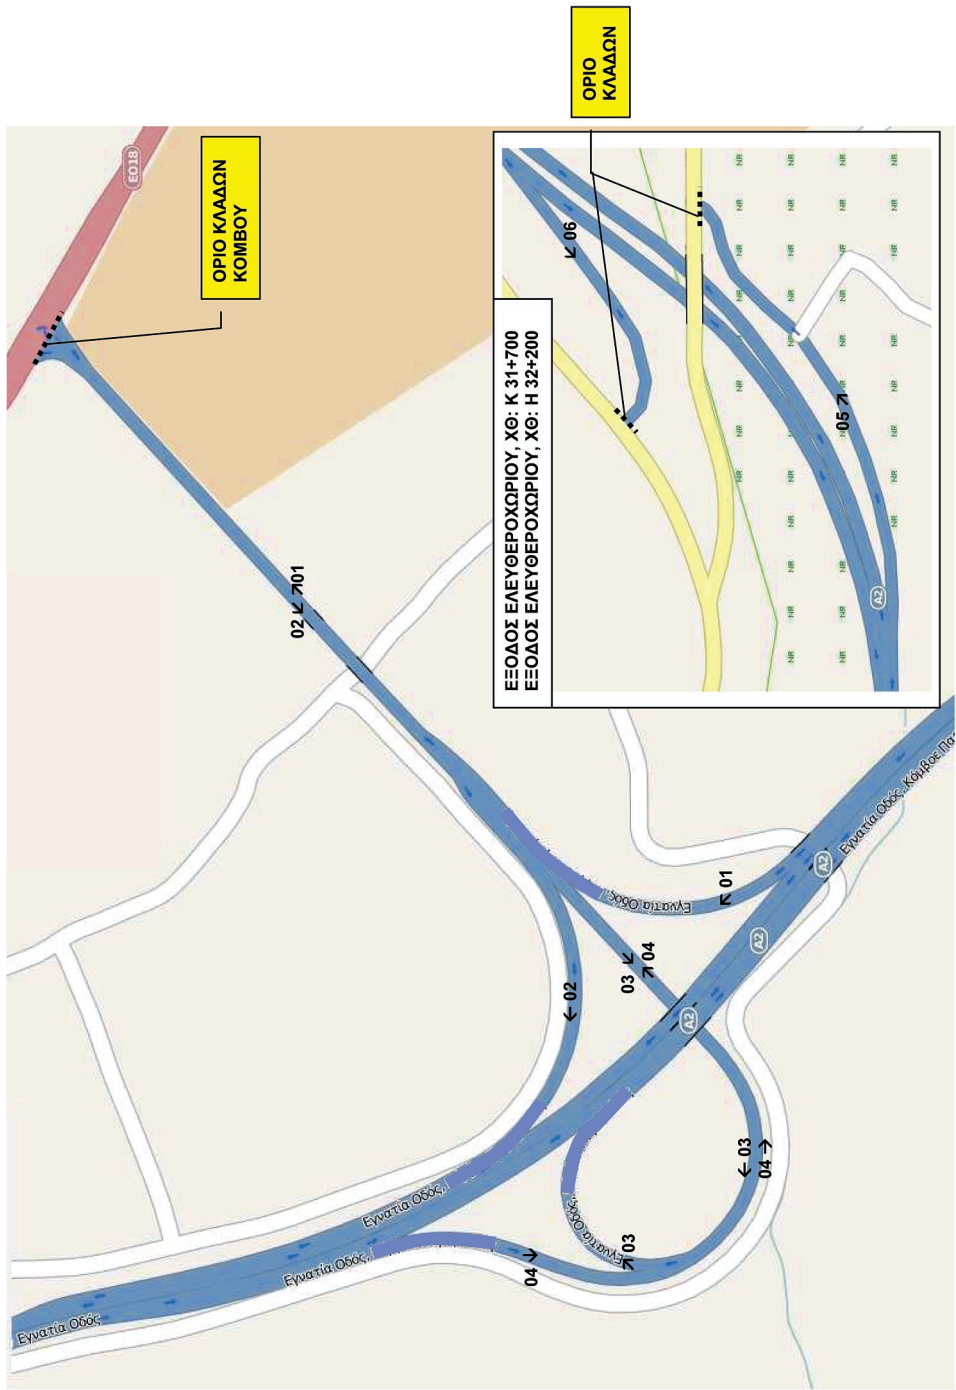 ΟΡΙΟ
ΚΛΑΔΩΝ
ΕΟ18
ΟΡΙΟ ΚΛΑΔΩΝ
ΚΟΜΒΟΥ
ΕΞΟΔΟΣ ΕΛΕΥΘΕΡΟΧΩΡΙΟΥ, ΧΘ: Κ 31+700
ΕΞΟΔΟΣ ΕΛΕΥΘΕΡΟΧΩΡΙΟΥ, ΧΘ: Η 32+200
↙ 06
05 ↗
A2
02 ↙ ↗01
Εγνατία Οδός,
↖ 01
Εγνατία Οδός, Κόμβος Πα
A2
A2
03 ↙
↗ 04
← 02
A2
← 03
04 →
Εγνατία Οδός,
Εγνατία Οδός,
Εγνατία Οδός,
↗ 03
04 →
Εγνατία Οδός